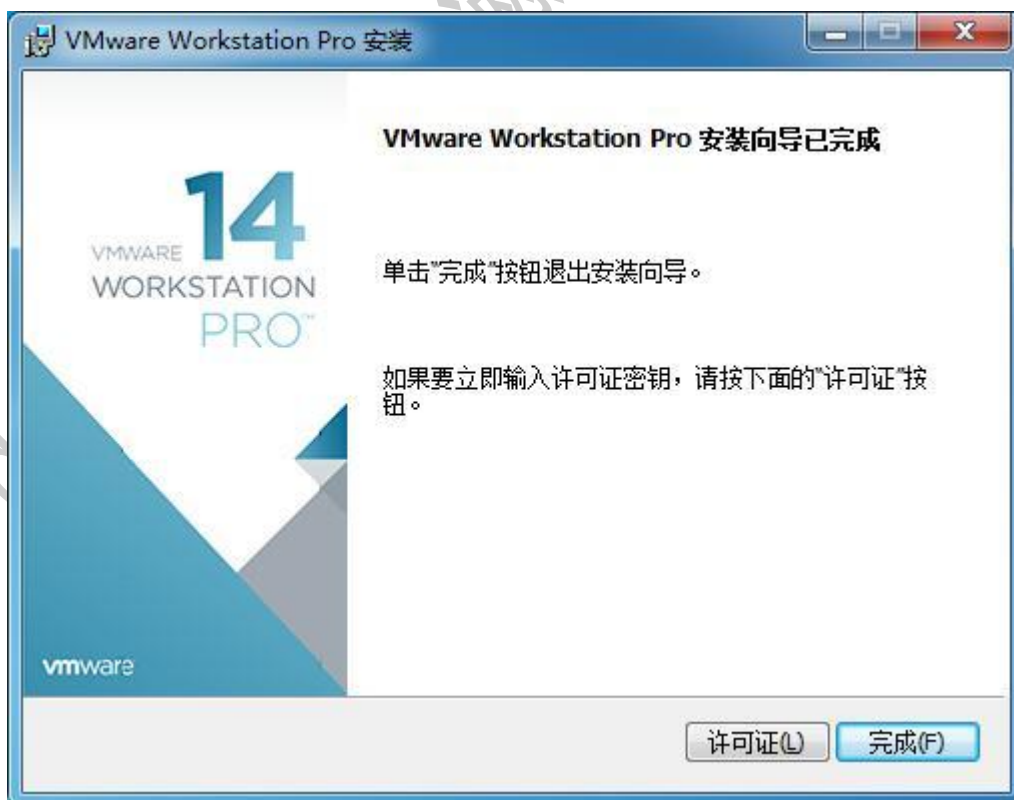 VMware Workstation Pro 安装
VMware Workstation Pro 安装向导已完成
14
VMWARE
WORKSTATION
PRO™
单击"完成"按钮退出安装向导。
如果要立即输入许可证密钥，请按下面的"许可证"按
钮。
vmware
许可证(L)
完成(F)